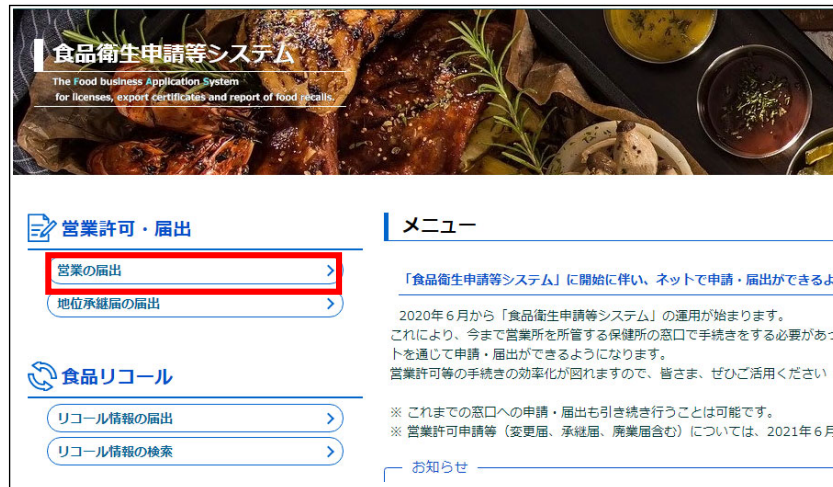 食品衛生申請等システム
The Food business Application System
for licenses, export certificates and report of food recalls.
営業許可・届出
営業の届出
地位承継届の届出
食品リコール
リコール情報の届出
リコール情報の検索
メニュー
「食品衛生申請等システム」に開始に伴い、ネットで申請・届出ができるよ
2020年6月から「食品衛生申請等システム」の運用が始まります。
これにより、今まで営業所を所管する保健所の窓口で手続きをする必要があっ
トを通じて申請・届出ができるようになります。
営業許可等の手続きの効率化が図れますので、皆さま、ぜひご活用ください
※ これまでの窓口への申請・届出も引き続き行うことは可能です。
※ 営業許可申請等（変更届、承継届、廃業届含む）については、2021年6月
お知らせ